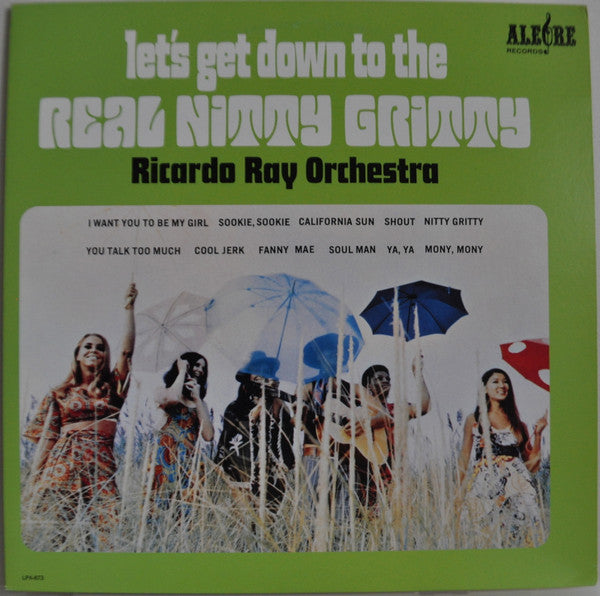 let's get down to the
ALEGRE
RECORDS
REAL NITTY GRITTY
Ricardo Ray Orchestra
I WANT YOU TO BE MY GIRL SOOKIE, SOOKIE CALIFORNIA SUN SHOUT NITTY GRITTY
YOU TALK TOO MUCH COOL JERK FANNY MAE SOUL MAN YA, YA MONY, MONY
LPA-873